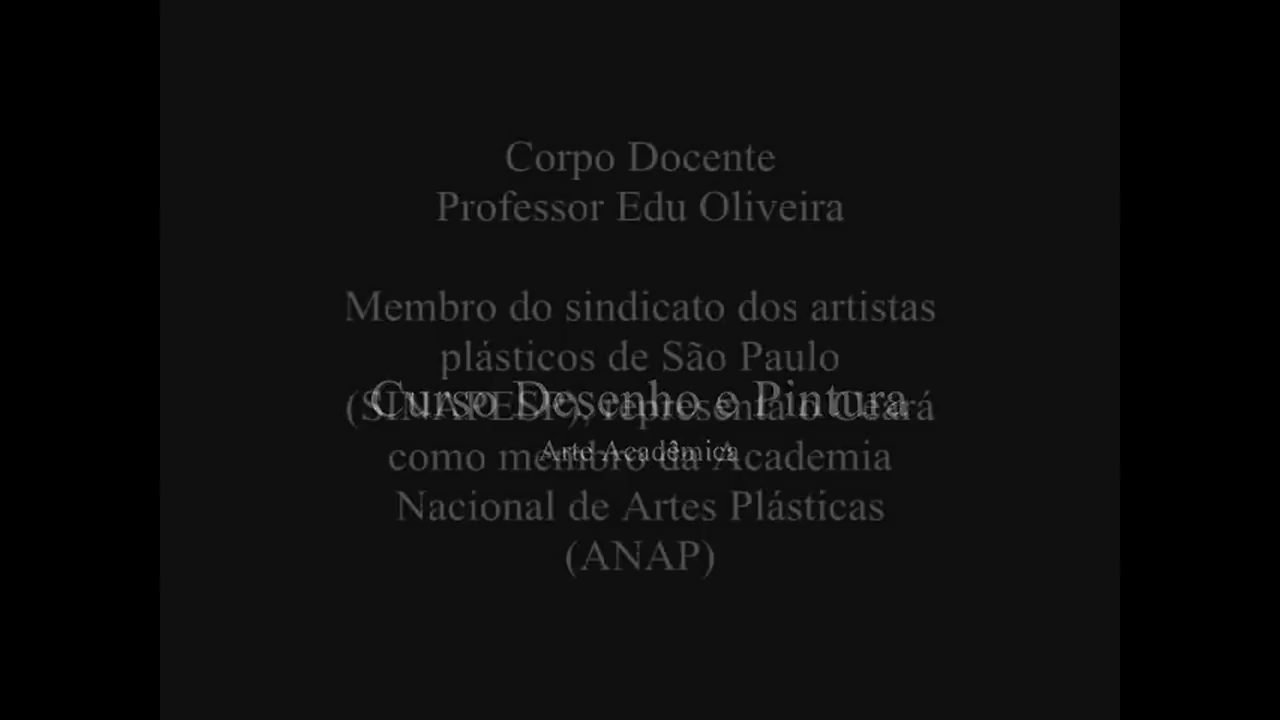 Corpo Docente
Professor Edu Oliveira
Membro do sindicato dos artistas
plásticos de São Paulo
Curso Desenho e Pintura
(SINAPESP), representa o Ceará
Arte Acadêmica
como membro da Academia
Nacional de Artes Plásticas
(ANAP)